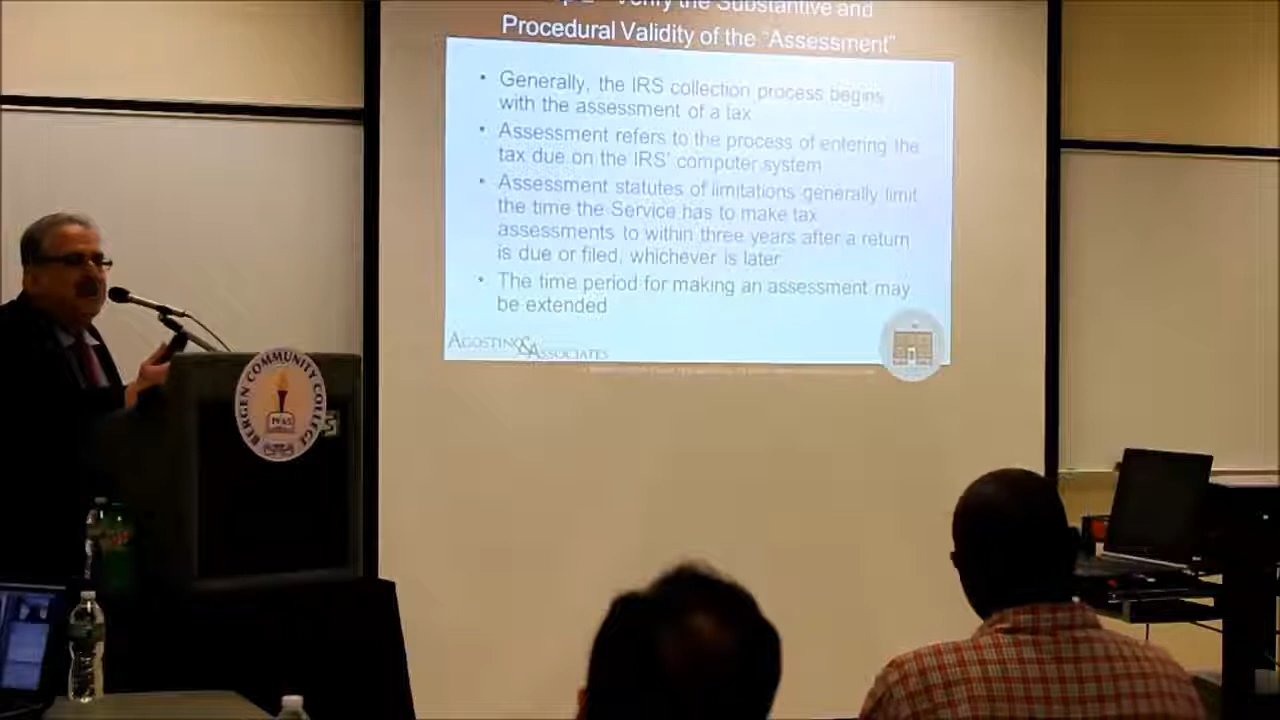 Verify the Substantive and
Procedural Validity of the "Assessment"
• Generally, the IRS collection process begins
with the assessment of a tax
• Assessment refers to the process of entering the
tax due on the IRS' computer system
• Assessment statutes of limitations generally limit
the time the Service has to make tax
assessments to within three years after a return
is due or filed, whichever is later
• The time period for making an assessment may
be extended
AGOSTINO & ASSOCIATES
BERGEN COMMUNITY COLLEGE